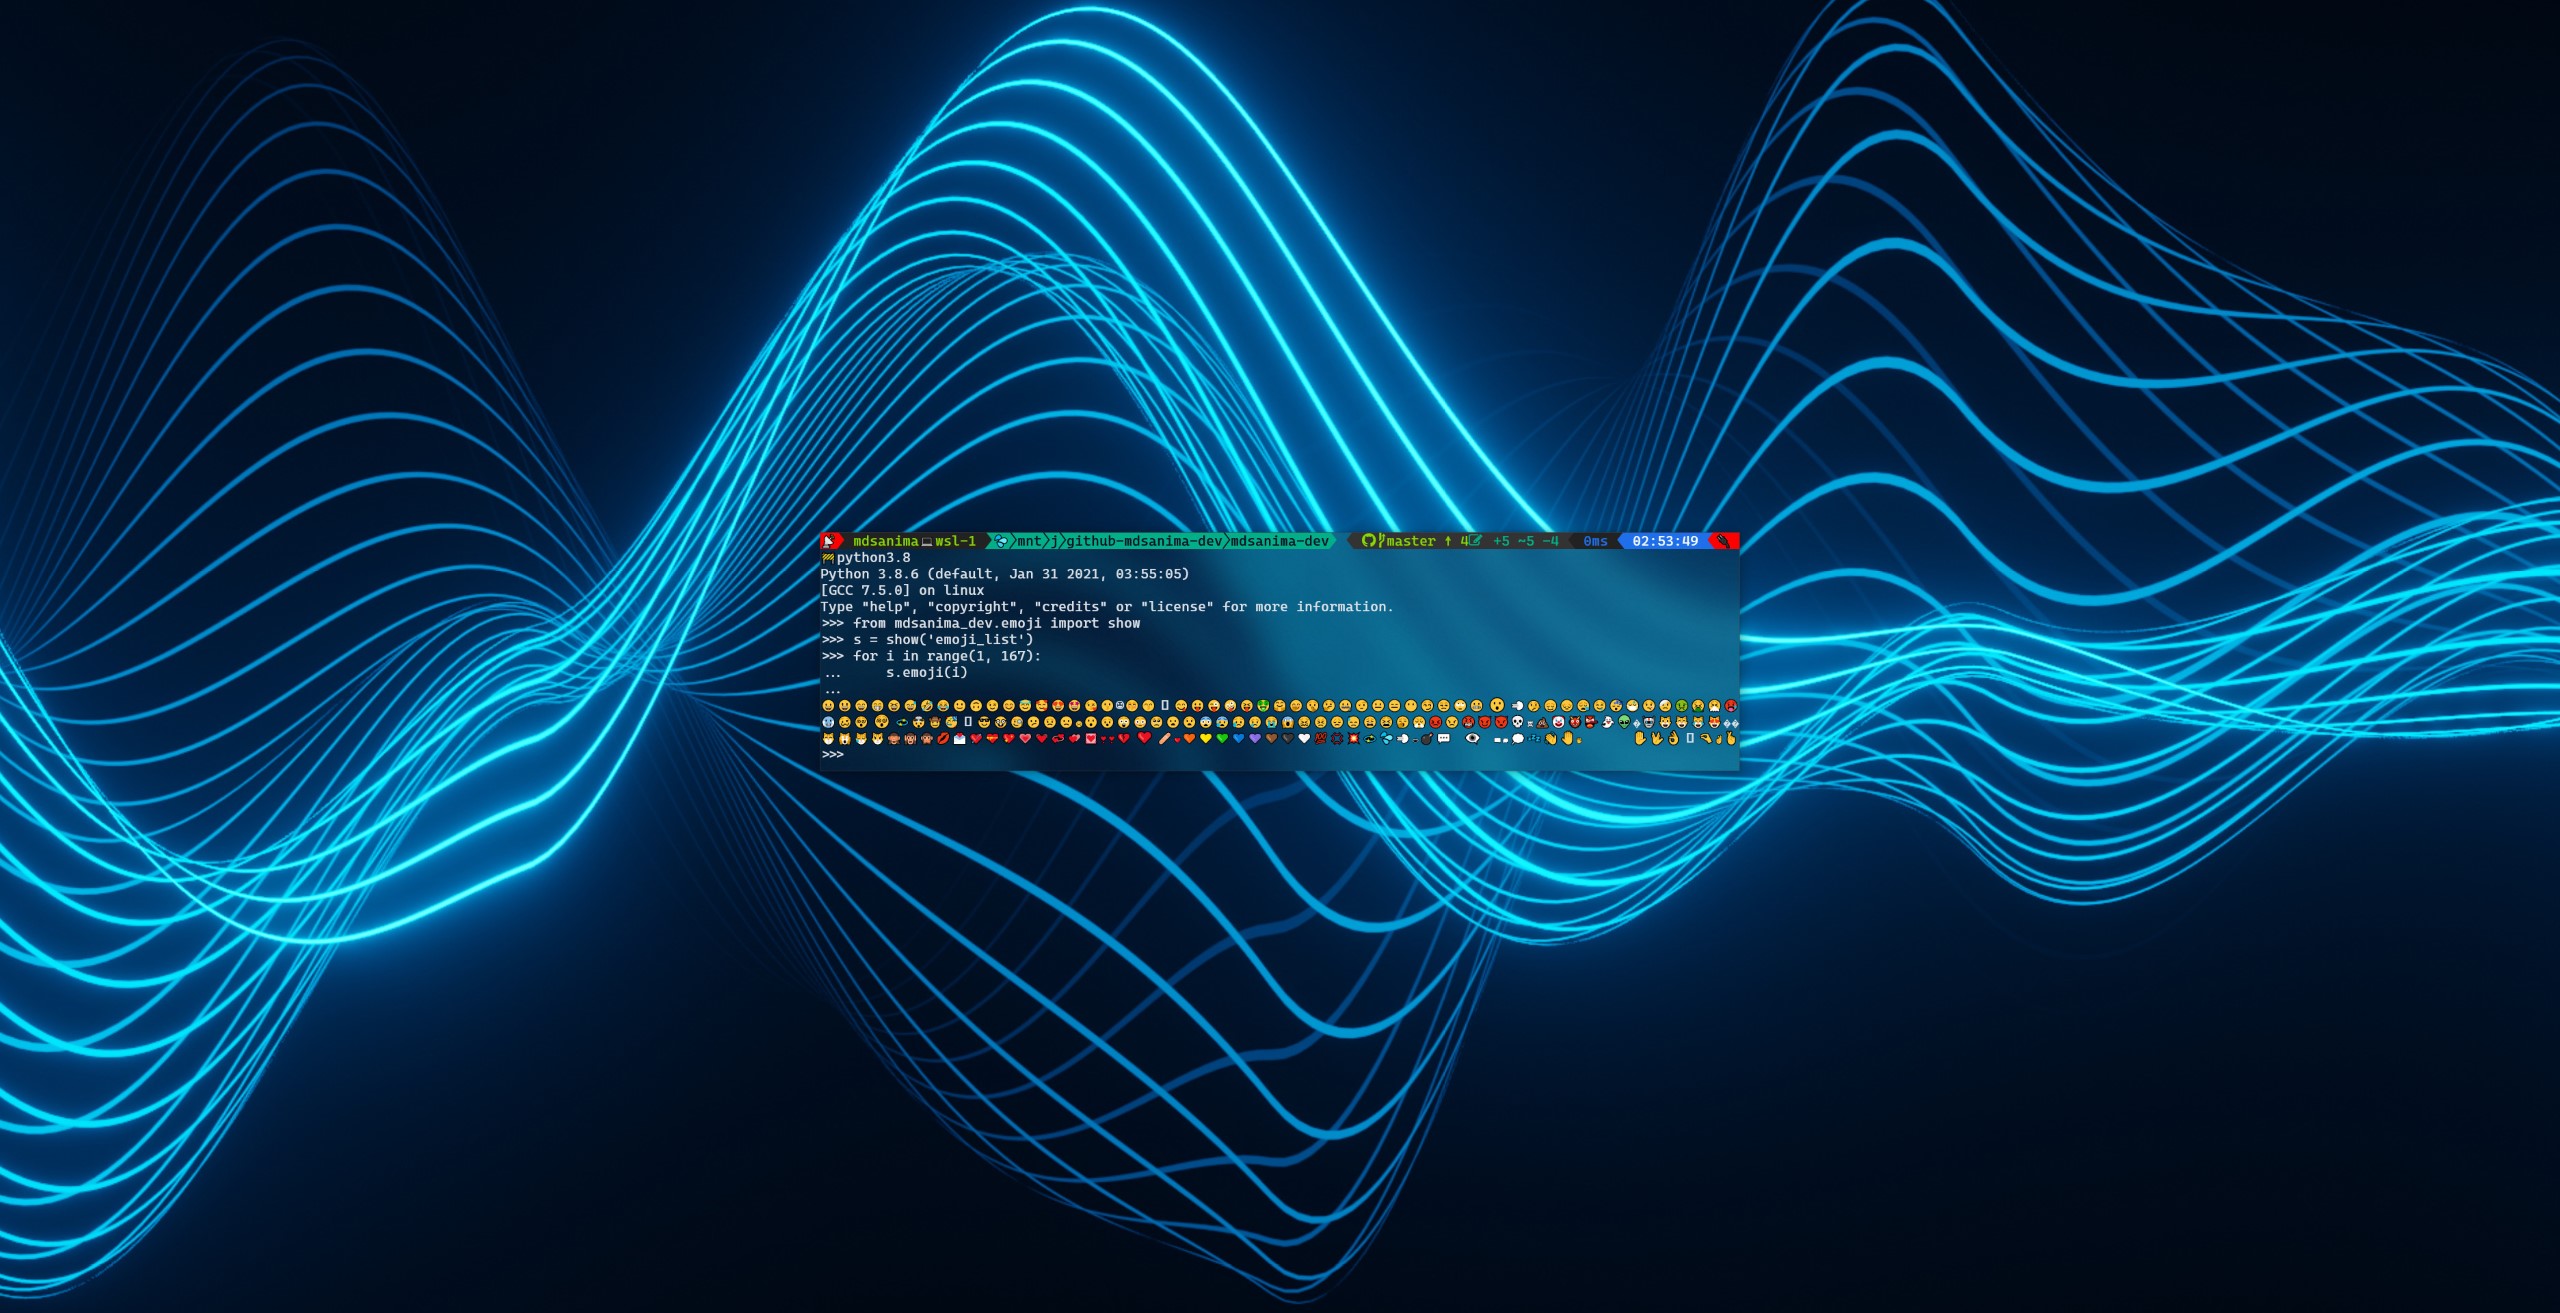 mdsanima wsl-1 mnt j github-mdsanima-dev mdsanima-dev master ↑ 4 +5 ~5 -4 0ms 02:53:49
python3.8
Python 3.8.6 (default, Jan 31 2021, 03:55:05)
[GCC 7.5.0] on linux
Type "help", "copyright", "credits" or "license" for more information.
>>> from mdsanima_dev.emoji import show
>>> s = show('emoji_list')
>>> for i in range(1, 167):
...     s.emoji(i)
...
>>>